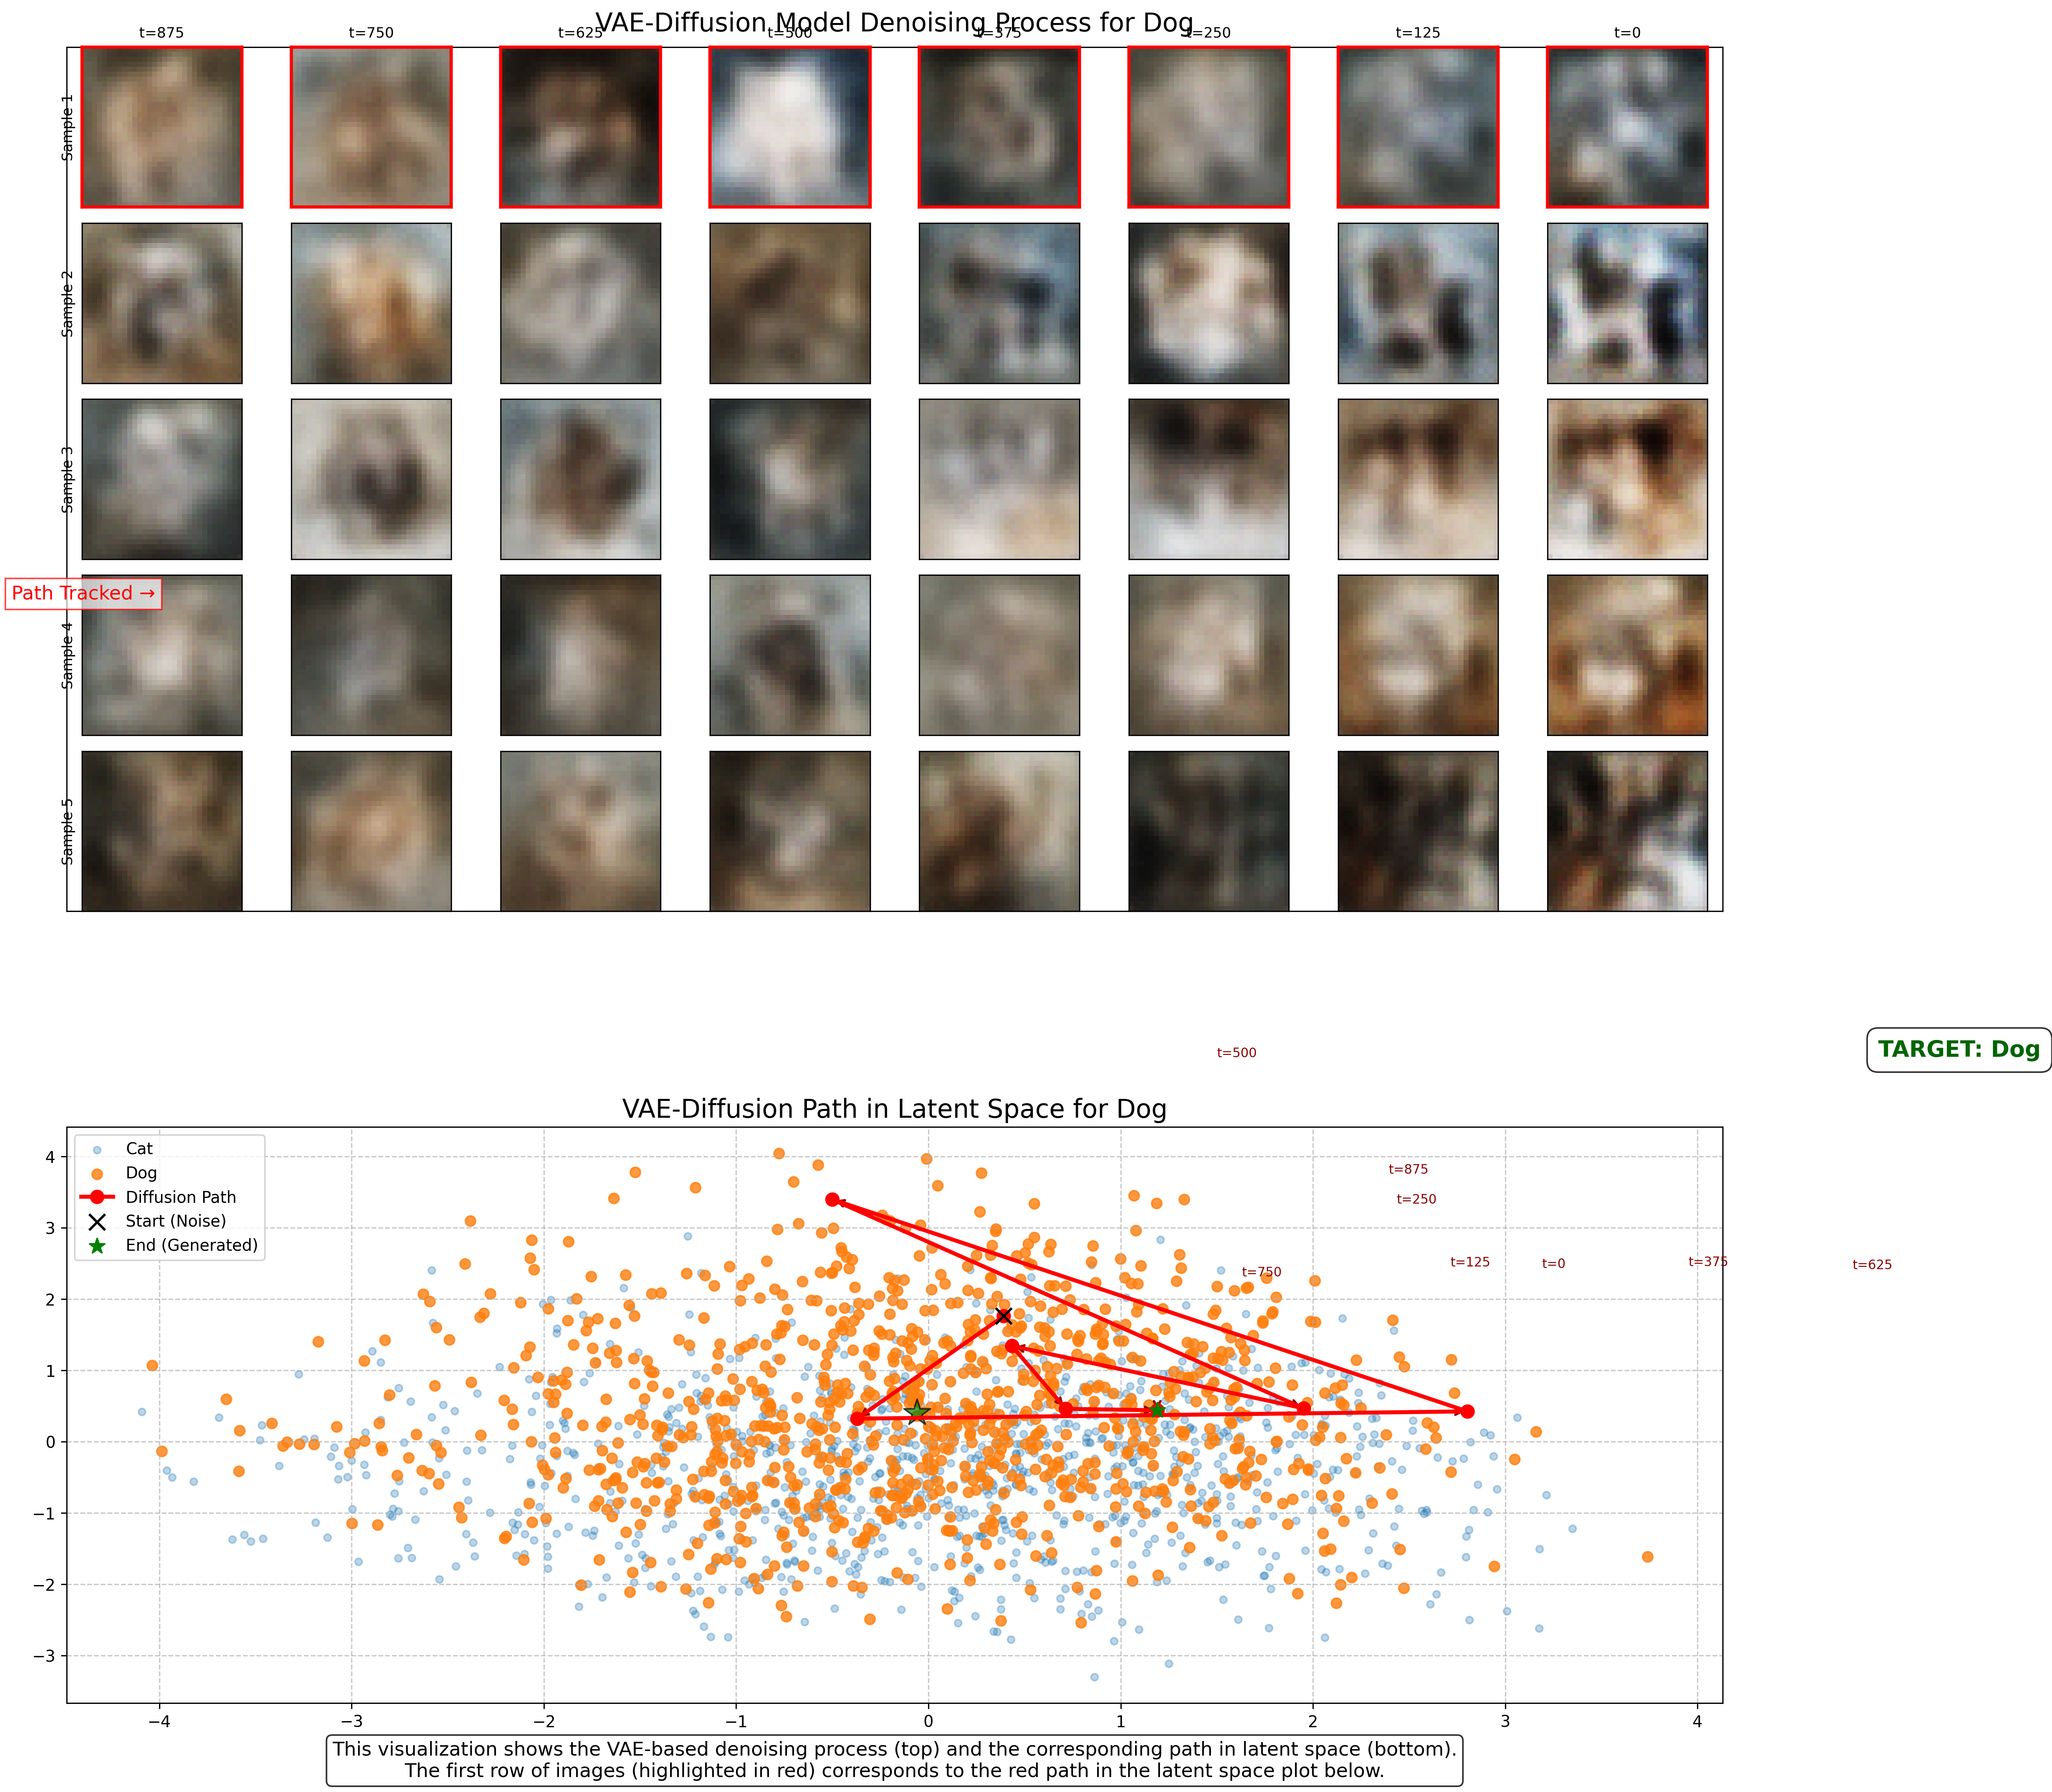 VAE-Diffusion Model Denoising Process for Dog
t=875
t=750
t=625
t=500
t=375
t=250
t=125
t=0
Sample 1
Sample 2
Sample 3
Path Tracked →
Sample 4
Sample 5
t=500
TARGET: Dog
VAE-Diffusion Path in Latent Space for Dog
Cat
Dog
Diffusion Path
Start (Noise)
End (Generated)
t=875
t=250
t=750
t=125
t=0
t=375
t=625
4
3
2
1
0
−1
−2
−3
−4
−3
−2
−1
0
1
2
3
4
This visualization shows the VAE-based denoising process (top) and the corresponding path in latent space (bottom).
The first row of images (highlighted in red) corresponds to the red path in the latent space plot below.